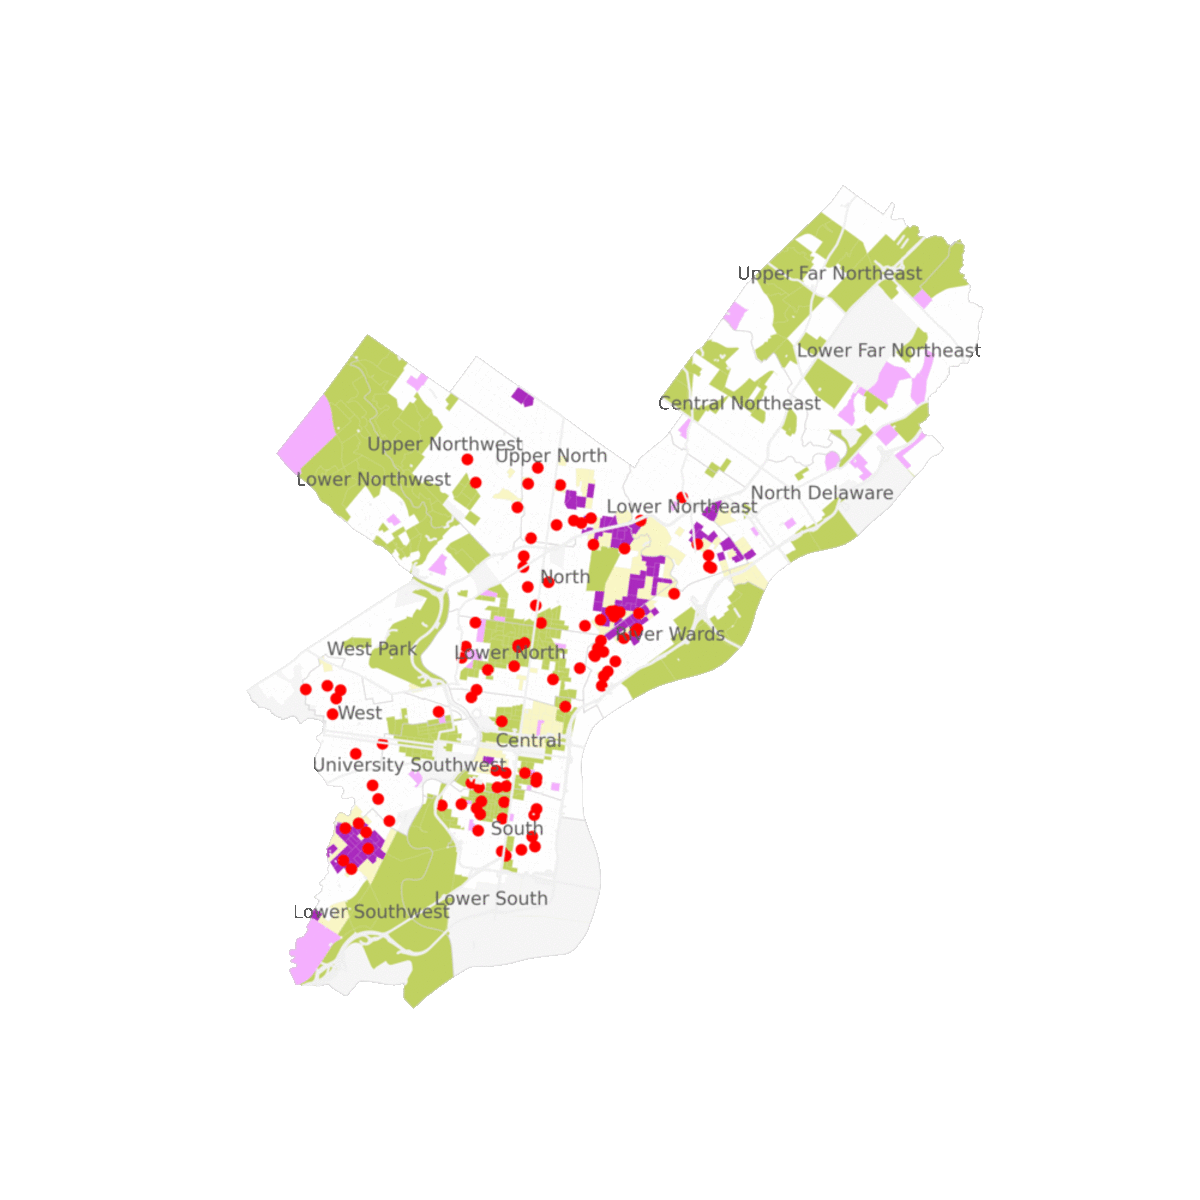 Upper Far Northeast
Lower Far Northeast
Central Northeast
Upper Northwest
Upper North
Lower Northwest
North Delaware
Lower Northeast
North
River Wards
West Park
Lower North
West
Central
University Southwest
South
Lower South
Lower Southwest